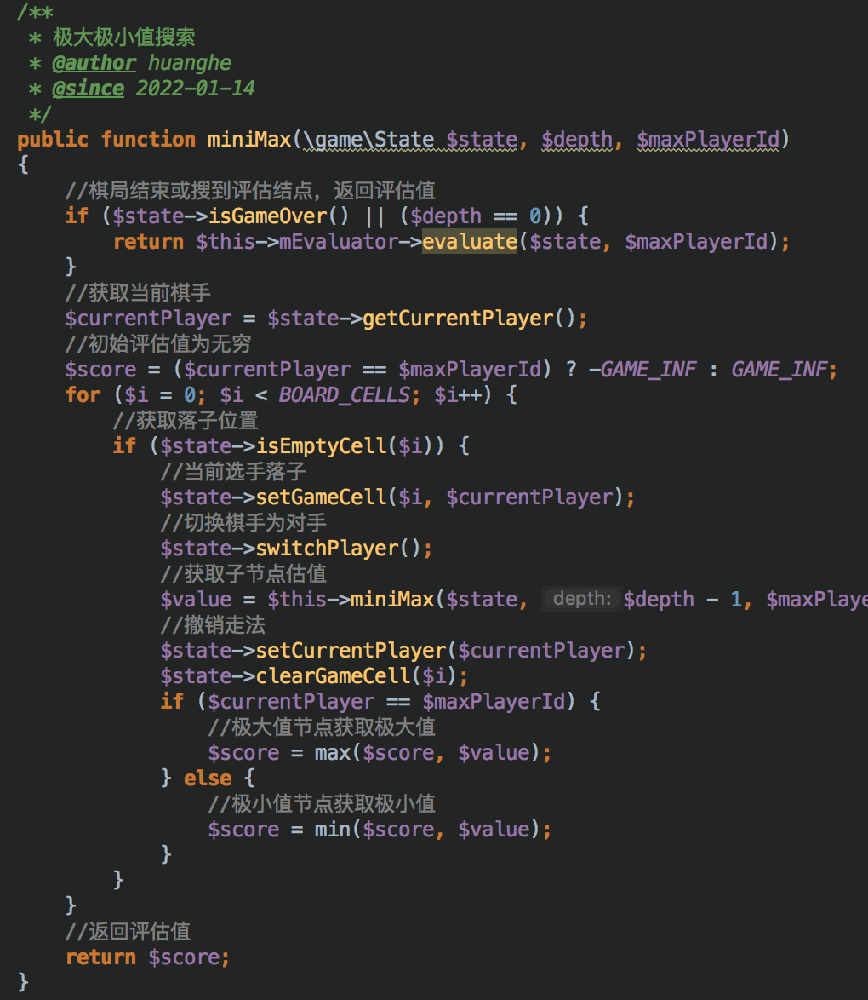 /**
 * 极大极小值搜索
 * @author huanghe
 * @since 2022-01-14
 */
public function miniMax(\game\State $state, $depth, $maxPlayerId)
{
    //棋局结束或搜到评估结点，返回评估值
    if ($state->isGameOver() || ($depth == 0)) {
        return $this->mEvaluator->evaluate($state, $maxPlayerId);
    }
    //获取当前棋手
    $currentPlayer = $state->getCurrentPlayer();
    //初始评估值为无穷
    $score = ($currentPlayer == $maxPlayerId) ? -GAME_INF : GAME_INF;
    for ($i = 0; $i < BOARD_CELLS; $i++) {
        //获取落子位置
        if ($state->isEmptyCell($i)) {
            //当前选手落子
            $state->setGameCell($i, $currentPlayer);
            //切换棋手为对手
            $state->switchPlayer();
            //获取子节点估值
            $value = $this->miniMax($state, depth: $depth - 1, $maxPlaye
            //撤销走法
            $state->setCurrentPlayer($currentPlayer);
            $state->clearGameCell($i);
            if ($currentPlayer == $maxPlayerId) {
                //极大值节点获取极大值
                $score = max($score, $value);
            } else {
                //极小值节点获取极小值
                $score = min($score, $value);
            }
        }
    }
    //返回评估值
    return $score;
}